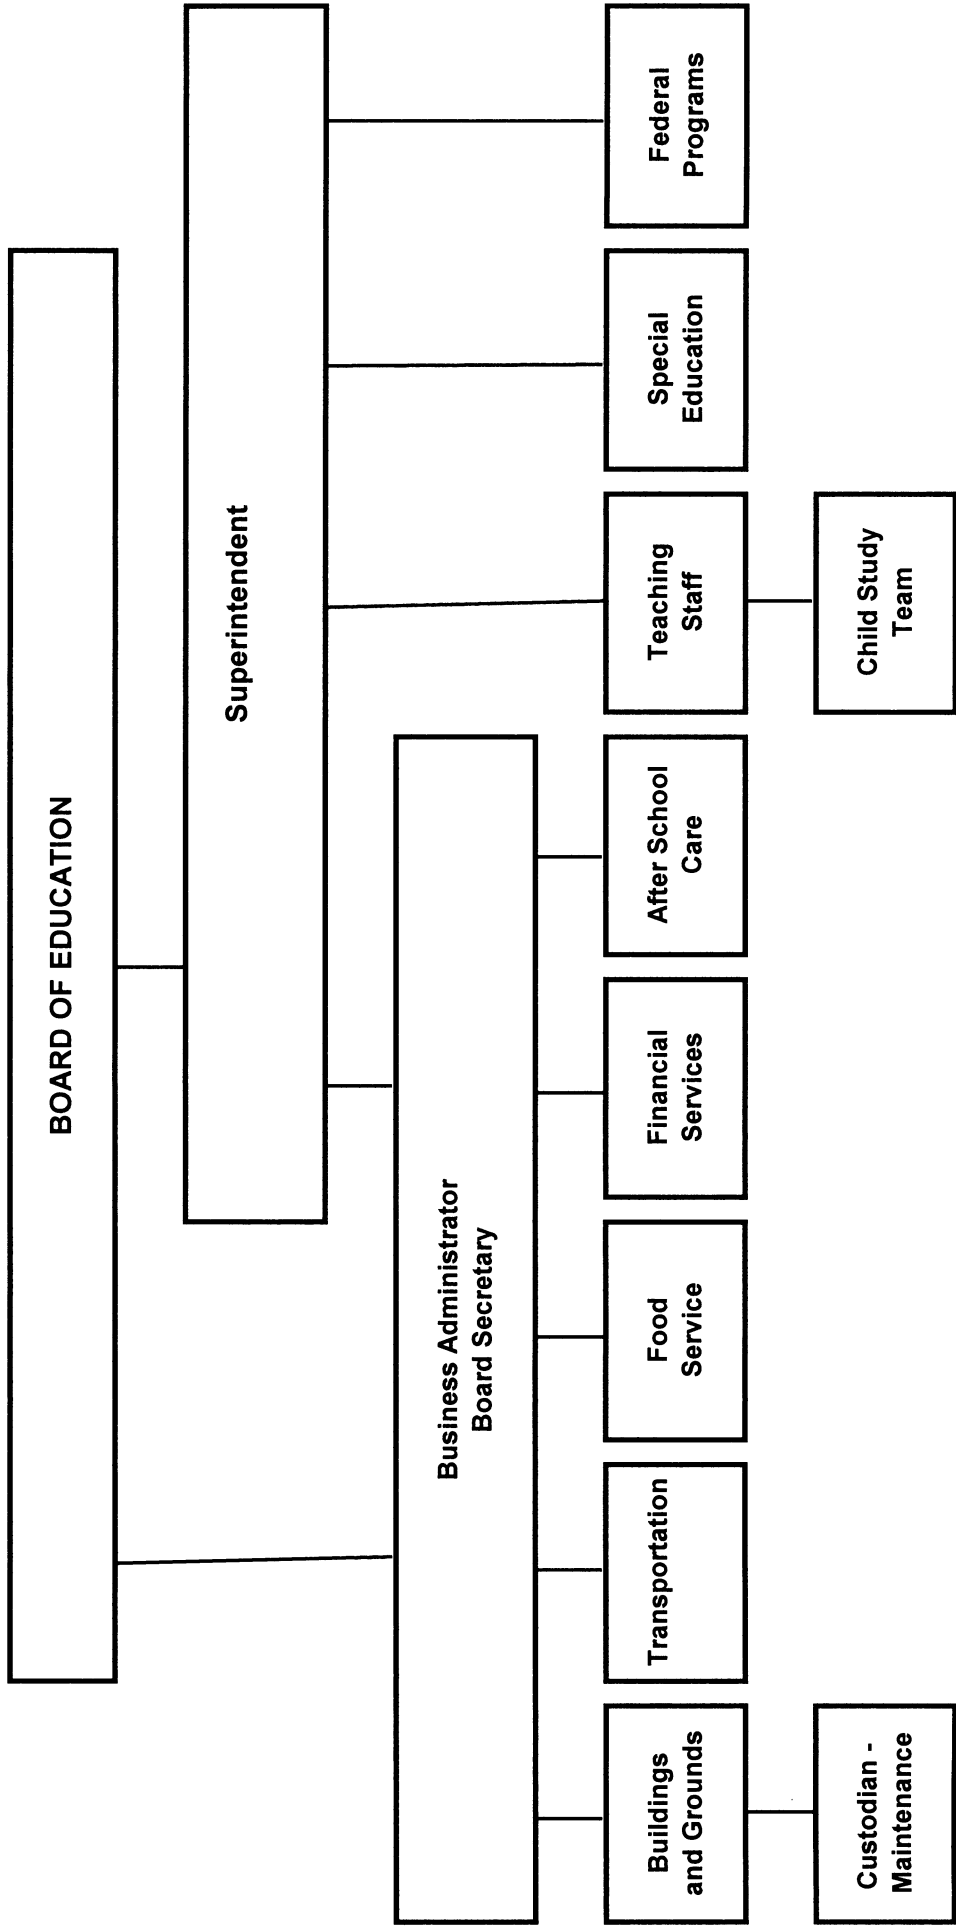 BOARD OF EDUCATION
Superintendent
Business Administrator
Board Secretary
Buildings
and Grounds
Transportation
Food
Service
Financial
Services
After School
Care
Teaching
Staff
Special
Education
Federal
Programs
Custodian -
Maintenance
Child Study
Team